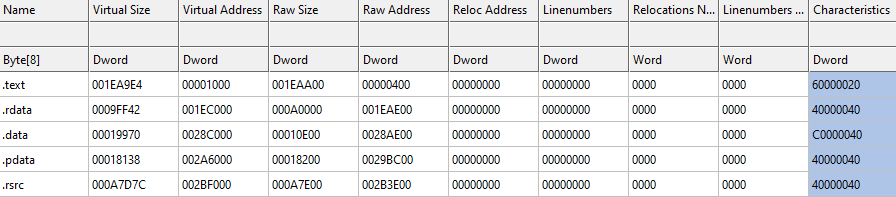 Name Virtual Size Virtual Address Raw Size Raw Address Reloc Address Linenumbers Relocations N... Linenumbers ... Characteristics
Byte[8] Dword Dword Dword Dword Dword Dword Word Word Dword
.text 001EA9E4 00001000 001EAA00 00000400 00000000 00000000 0000 0000 60000020
.rdata 0009FF42 001EC000 000A0000 001EAE00 00000000 00000000 0000 0000 40000040
.data 00019970 0028C000 00010E00 0028AE00 00000000 00000000 0000 0000 C0000040
.pdata 00018138 002A6000 00018200 0029BC00 00000000 00000000 0000 0000 40000040
.rsrc 000A7D7C 002BF000 000A7E00 002B3E00 00000000 00000000 0000 0000 40000040